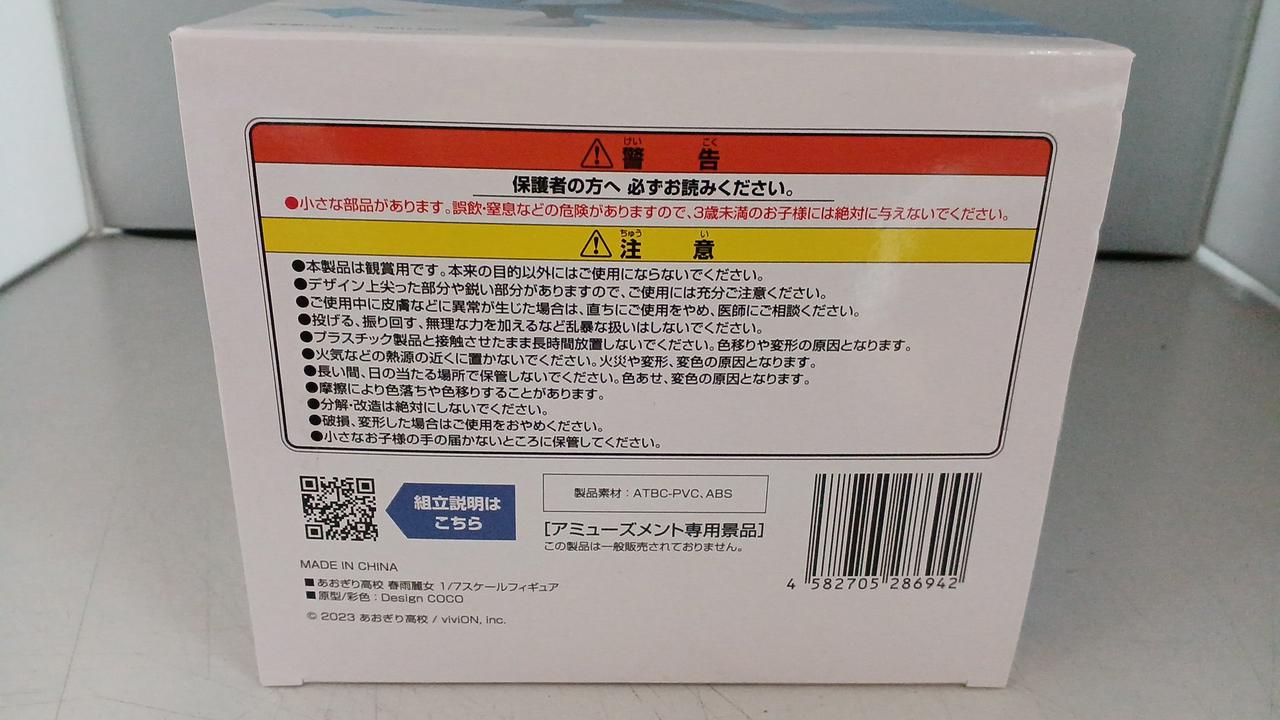 けい こく
警 告
保護者の方へ 必ずお読みください。
●小さな部品があります。誤飲・窒息などの危険がありますので、3歳未満のお子様には絶対に与えないでください。
ちゅう い
注 意
●本製品は観賞用です。本来の目的以外にはご使用にならないでください。
●デザイン上尖った部分や鋭い部分がありますので、ご使用には充分ご注意ください。
●ご使用中に皮膚などに異常が生じた場合は、直ちにご使用をやめ、医師にご相談ください。
●投げる、振り回す、無理な力を加えるなど乱暴な扱いはしないでください。
●プラスチック製品と接触させたまま長時間放置しないでください。色移りや変形の原因となります。
●火気などの熱源の近くに置かないでください。火災や変形、変色の原因となります。
●長い間、日の当たる場所で保管しないでください。色あせ、変色の原因となります。
●摩擦により色落ちや色移りすることがあります。
●分解・改造は絶対にしないでください。
●破損、変形した場合はご使用をおやめください。
●小さなお子様の手の届かないところに保管してください。
組立説明は
こちら
製品素材：ATBC-PVC、ABS
[アミューズメント専用景品]
この製品は一般販売されておりません。
4 582705 286942
MADE IN CHINA
■あおぎり高校 春雨麗女 1/7スケールフィギュア
■原型/彩色：Design COCO
© 2023 あおぎり高校 / viviON, inc.